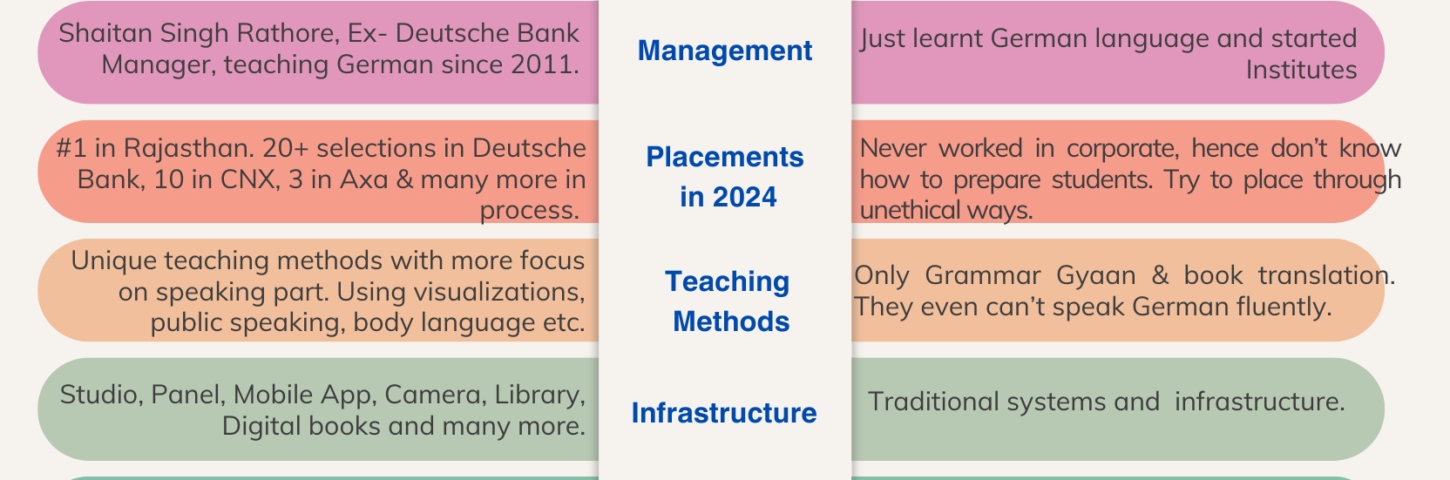 Shaitan Singh Rathore, Ex- Deutsche Bank
Manager, teaching German since 2011.
Management
Just learnt German language and started
Institutes
#1 in Rajasthan. 20+ selections in Deutsche
Bank, 10 in CNX, 3 in Axa & many more in
process.
Placements
in 2024
Never worked in corporate, hence don’t know
how to prepare students. Try to place through
unethical ways.
Unique teaching methods with more focus
on speaking part. Using visualizations,
public speaking, body language etc.
Teaching
Methods
Only Grammar Gyaan & book translation.
They even can’t speak German fluently.
Studio, Panel, Mobile App, Camera, Library,
Digital books and many more.
Infrastructure
Traditional systems and infrastructure.